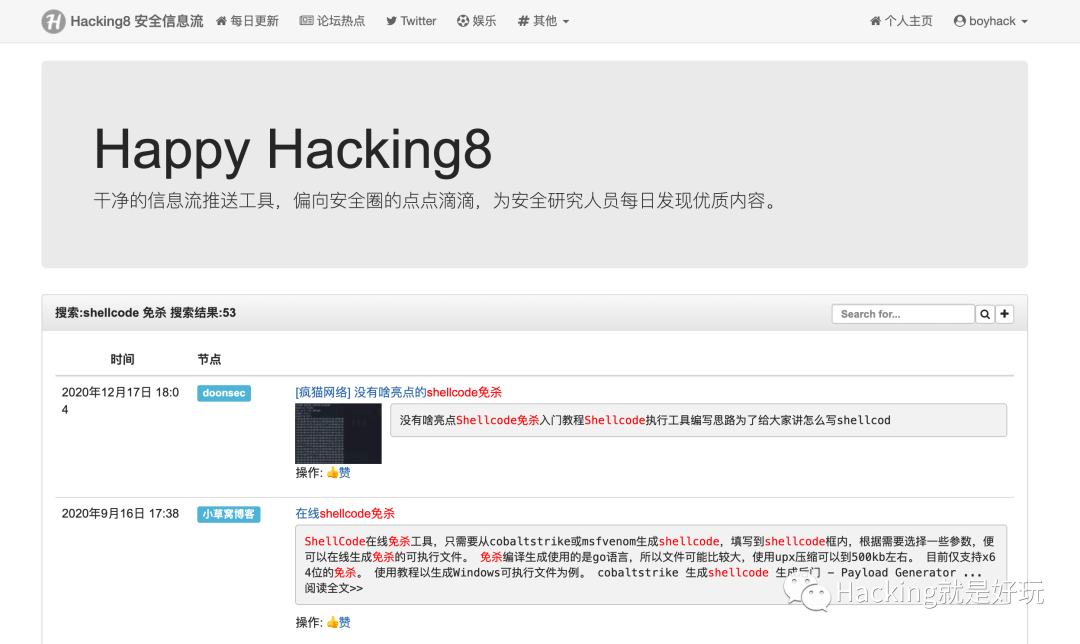 Hacking8 安全信息流 每日更新 论坛热点 Twitter 娱乐 其他 个人主页 boyhack
Happy Hacking8
干净的信息流推送工具，偏向安全圈的点点滴滴，为安全研究人员每日发现优质内容。
搜索:shellcode 免杀 搜索结果:53 Search for...
时间 节点
2020年12月17日 18:0
4
doonsec
[疯猫网络] 没有啥亮点的shellcode免杀
没有啥亮点Shellcode免杀入门教程Shellcode执行工具编写思路为了给大家讲怎么写shellcod
操作: 👍赞
2020年9月16日 17:38 小草窝博客 在线shellcode免杀
ShellCode在线免杀工具，只需要从cobaltstrike或msfvenom生成shellcode，填写到shellcode框内，根据需要选择一些参数，便
可以在线生成免杀的可执行文件。 免杀编译生成使用的是go语言，所以文件可能比较大，使用upx压缩可以到500kb左右。 目前仅支持x6
4位的免杀。 使用教程以生成Windows可执行文件为例。 cobaltstrike 生成shellcode 生成后门 – Payload Generator ...
阅读全文>>
操作: 👍赞
Hacking就是好玩